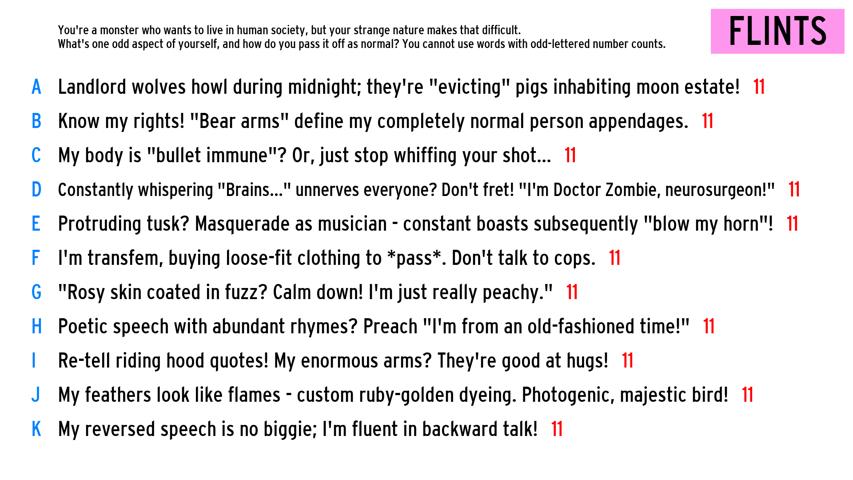 You're a monster who wants to live in human society, but your strange nature makes that difficult.
What's one odd aspect of yourself, and how do you pass it off as normal? You cannot use words with odd-lettered number counts.
FLINTS
A Landlord wolves howl during midnight; they're "evicting" pigs inhabiting moon estate! 11
B Know my rights! "Bear arms" define my completely normal person appendages. 11
C My body is "bullet immune"? Or, just stop whiffing your shot... 11
D Constantly whispering "Brains..." unnerves everyone? Don't fret! "I'm Doctor Zombie, neurosurgeon!" 11
E Protruding tusk? Masquerade as musician - constant boasts subsequently "blow my horn"! 11
F I'm transfem, buying loose-fit clothing to *pass*. Don't talk to cops. 11
G "Rosy skin coated in fuzz? Calm down! I'm just really peachy." 11
H Poetic speech with abundant rhymes? Preach "I'm from an old-fashioned time!" 11
I Re-tell riding hood quotes! My enormous arms? They're good at hugs! 11
J My feathers look like flames - custom ruby-golden dyeing. Photogenic, majestic bird! 11
K My reversed speech is no biggie; I'm fluent in backward talk! 11